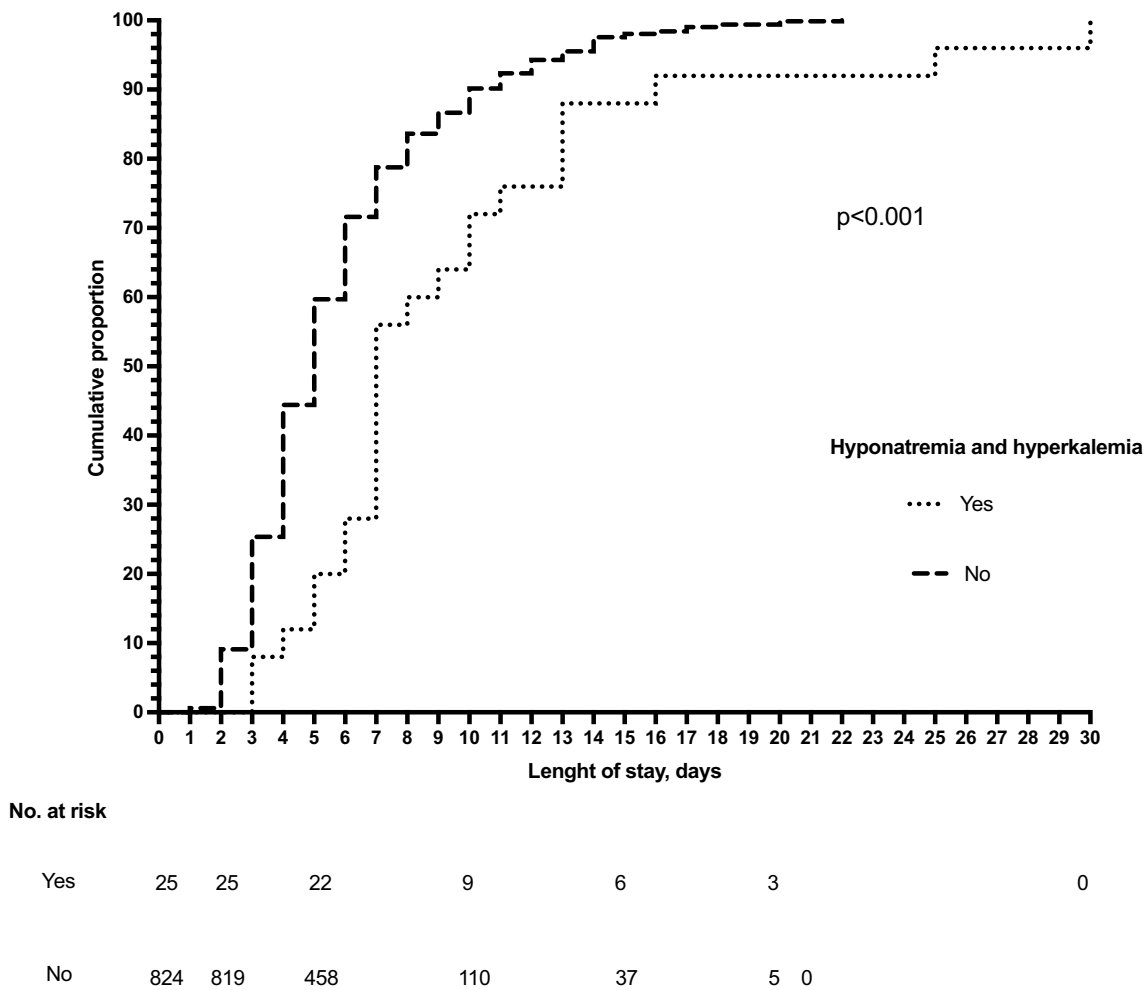 100
90
80
70
60
50
40
30
20
10
0
Cumulative proportion
p<0.001
Hyponatremia and hyperkalemia
Yes
No
0 1 2 3 4 5 6 7 8 9 10 11 12 13 14 15 16 17 18 19 20 21 22 23 24 25 26 27 28 29 30
Lenght of stay, days
No. at risk
Yes 25 25 22 9 6 3 0
No 824 819 458 110 37 5 0